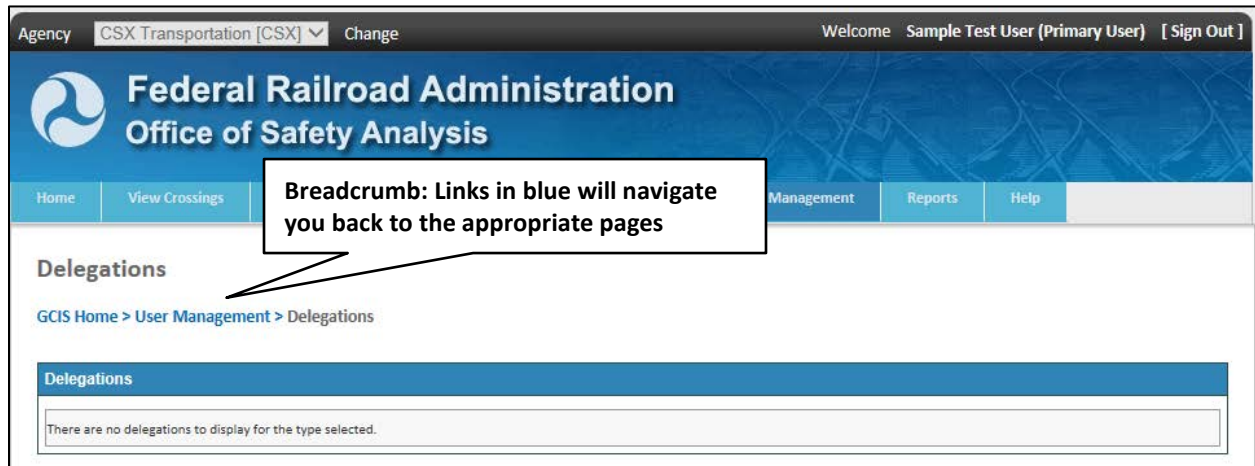 Agency CSX Transportation [CSX] Change Welcome Sample Test User (Primary User) [ Sign Out ]
Federal Railroad Administration
Office of Safety Analysis
Home View Crossings Management Reports Help
Breadcrumb: Links in blue will navigate
you back to the appropriate pages
Delegations
GCIS Home > User Management > Delegations
Delegations
There are no delegations to display for the type selected.